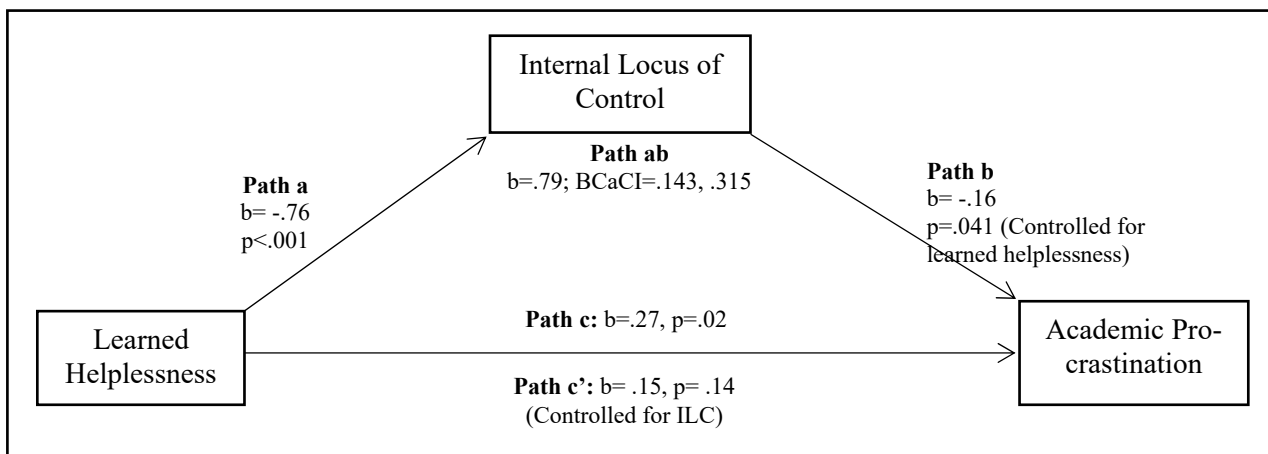 Internal Locus of
Control
Path ab
b=.79; BCaCI=.143, .315
Path a
b= -.76
p<.001
Path b
b= -.16
p=.041 (Controlled for
learned helplessness)
Learned
Helplessness
Path c: b=.27, p=.02
Path c’: b= .15, p= .14
(Controlled for ILC)
Academic Pro-
crastination